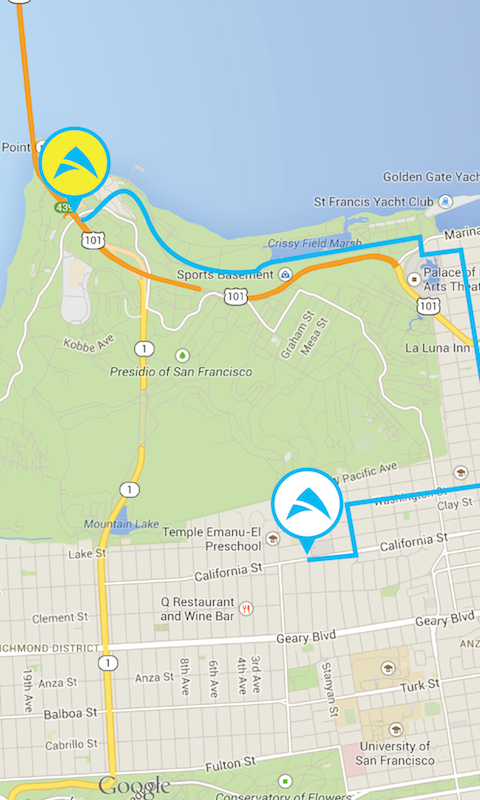 Point
Golden Gate Yach
St Francis Yacht Club
439
101
Crissy Field Marsh
Marina
Sports Basement
Palace of
Arts Theat
101
101
La Luna Inn
Graham St
Mesa St
Kobbe Ave
1
Presidio of San Francisco
W Pacific Ave
1
Washington St
Clay St
Mountain Lake
Temple Emanu-El
Preschool
California St
Lake St
California St
Q Restaurant
and Wine Bar
Clement St
Geary Blvd
Geary Blvd
RICHMOND DISTRICT
ANZ
1
19th Ave
Anza St
Anza St
8th Ave
6th Ave
4th Ave
3rd Ave
Stanyan St
Turk St
Balboa St
Cabrillo St
University of
San Francisco
Fulton St
Google
Conservatory of Flowers